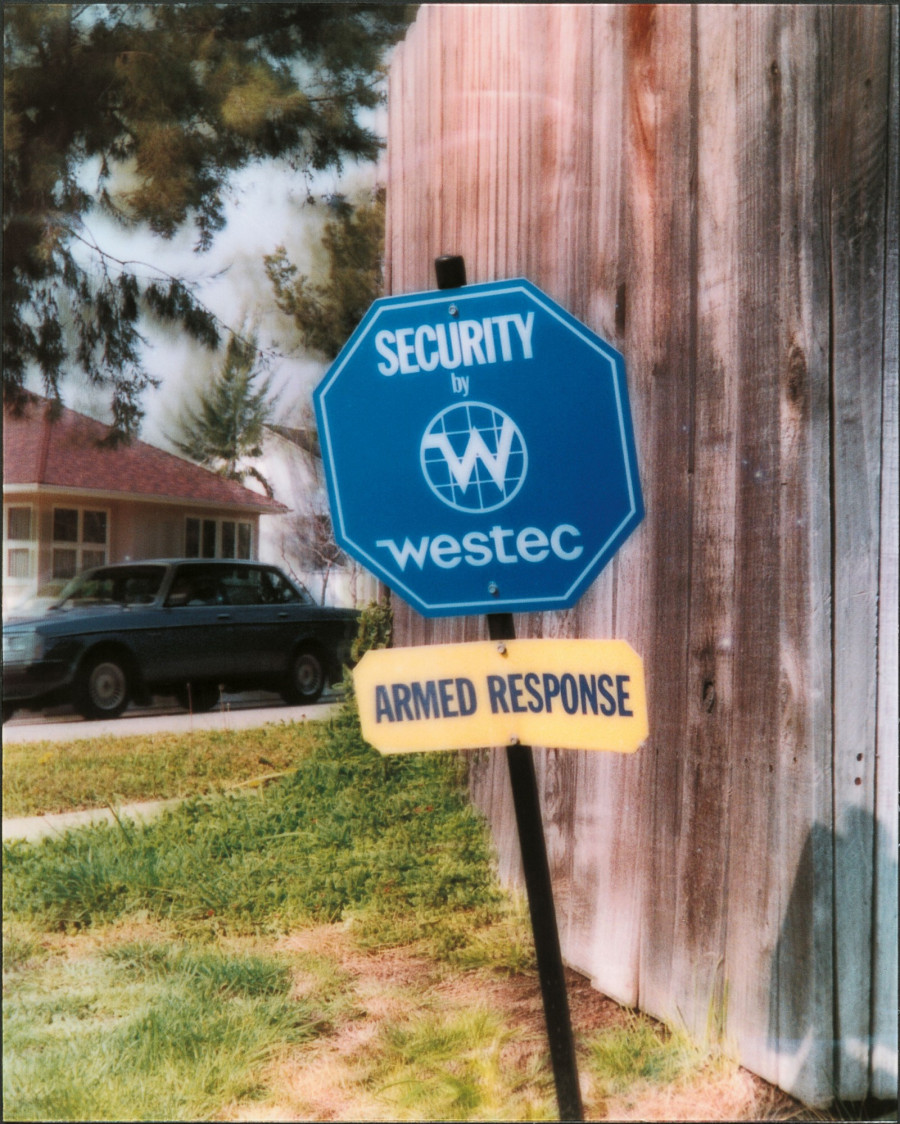 SECURITY
by
W
westec
ARMED RESPONSE